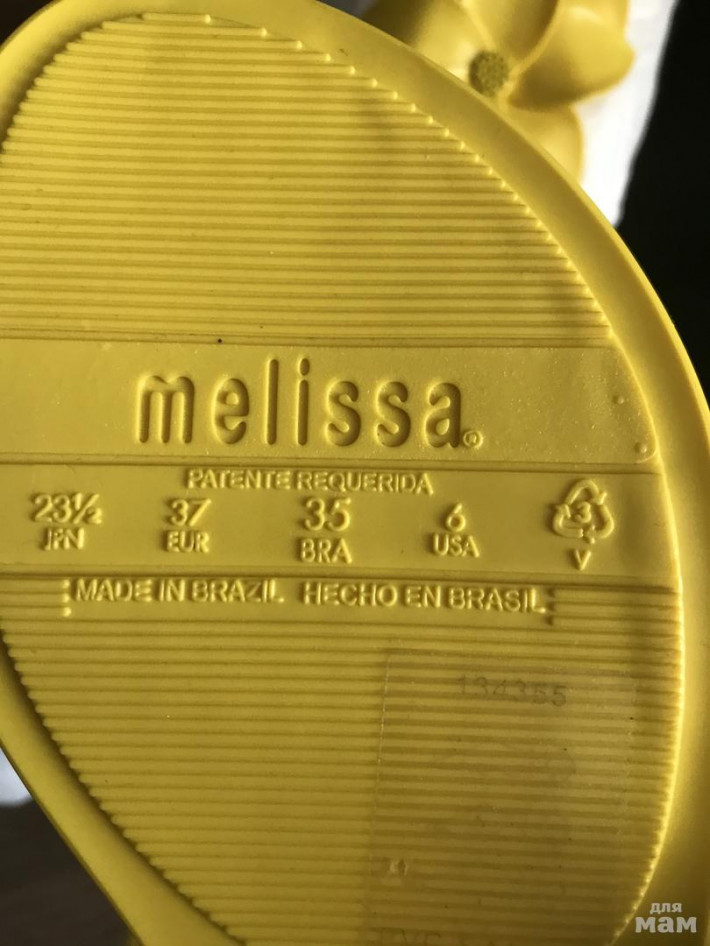 melissa®
PATENTE REQUERIDA
23½ 37 35 6 3
JPN EUR BRA USA V
MADE IN BRAZIL HECHO EN BRASIL
для
мам